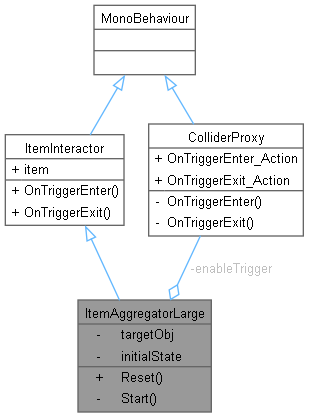 MonoBehaviour
ItemInteractor
+ item
+ OnTriggerEnter()
+ OnTriggerExit()
ColliderProxy
+ OnTriggerEnter_Action
+ OnTriggerExit_Action
- OnTriggerEnter()
- OnTriggerExit()
-enableTrigger
ItemAggregatorLarge
- targetObj
- initialState
+ Reset()
- Start()